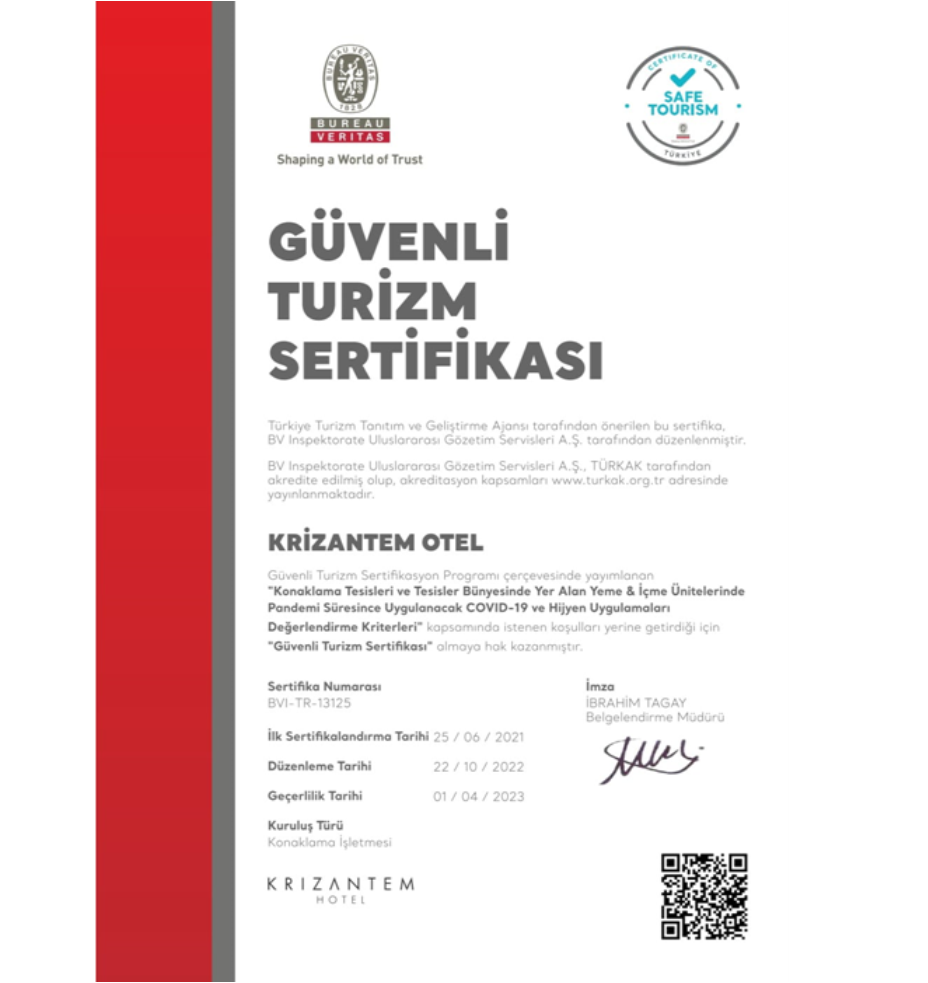 BUREAU VERITAS
1828
BUREAU
VERITAS
Shaping a World of Trust
CERTIFICATE OF
SAFE
TOURISM
TÜRKİYE
GÜVENLİ
TURİZM
SERTİFİKASI
Türkiye Turizm Tanıtım ve Geliştirme Ajansı tarafından önerilen bu sertifika,
BV Inspektorate Uluslararası Gözetim Servisleri A.Ş. tarafından düzenlenmiştir.
BV Inspektorate Uluslararası Gözetim Servisleri A.Ş., TÜRKAK tarafından
akredite edilmiş olup, akreditasyon kapsamları www.turkak.org.tr adresinde
yayınlanmaktadır.
KRİZANTEM OTEL
Güvenli Turizm Sertifikasyon Programı çerçevesinde yayımlanan
"Konaklama Tesisleri ve Tesisler Bünyesinde Yer Alan Yeme & İçme Ünitelerinde
Pandemi Süresince Uygulanacak COVID-19 ve Hijyen Uygulamaları
Değerlendirme Kriterleri" kapsamında istenen koşulları yerine getirdiği için
"Güvenli Turizm Sertifikası" almaya hak kazanmıştır.
Sertifika Numarası
BVI-TR-13125
İmza
İBRAHİM TAGAY
Belgelendirme Müdürü
İlk Sertifikalandırma Tarihi 25 / 06 / 2021
Düzenleme Tarihi 22 / 10 / 2022
Geçerlilik Tarihi 01 / 04 / 2023
Kuruluş Türü
Konaklama İşletmesi
KRIZANTEM
HOTEL